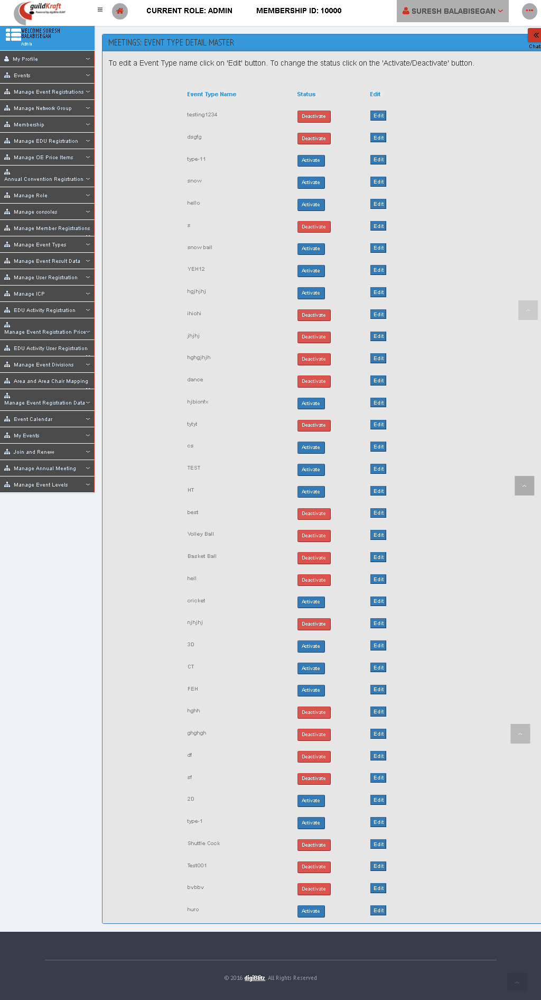 guildKraft
Powered by digiBlitz ELMT
CURRENT ROLE: ADMIN
MEMBERSHIP ID: 10000
SURESH BALABISEGAN
WELCOME SURESH
BALABISEGAN
Admin
Chat
My Profile
Events
Manage Event Registrations
Manage Network Group
Membership
Manage EDU Registration
Manage OE Price Items
Annual Convention Registration
Manage Role
Manage consoles
Manage Member Registrations
Manage Event Types
Manage Event Result Data
Manage User Registration
Manage ICP
EDU Activity Registration
Manage Event Registration Price
EDU Activity User Registration
Manage Event Divisions
Area and Area Chair Mapping
Manage Event Registration Data
Event Calendar
My Events
Join and Renew
Manage Annual Meeting
Manage Event Levels
MEETINGS: EVENT TYPE DETAIL MASTER
To edit a Event Type name click on 'Edit' button. To change the status click on the 'Activate/Deactivate' button.
Event Type Name Status Edit
testing1234 Deactivate Edit
dsgfg Deactivate Edit
type-11 Activate Edit
snow Activate Edit
hello Activate Edit
s Deactivate Edit
snow ball Activate Edit
YEH12 Activate Edit
hgjhjhj Activate Edit
ihiohi Deactivate Edit
jhjhj Deactivate Edit
hghgjhjh Deactivate Edit
dance Deactivate Edit
hjbionfx Activate Edit
tytyt Deactivate Edit
cs Activate Edit
TEST Activate Edit
HT Activate Edit
best Deactivate Edit
Volley Ball Deactivate Edit
Basket Ball Deactivate Edit
hell Deactivate Edit
cricket Activate Edit
njhjhj Deactivate Edit
3D Activate Edit
CT Activate Edit
FEH Activate Edit
hghh Deactivate Edit
ghghgh Deactivate Edit
df Deactivate Edit
sf Deactivate Edit
2D Activate Edit
type-1 Activate Edit
Shuttle Cock Deactivate Edit
Test001 Deactivate Edit
bvbbv Deactivate Edit
huro Activate Edit
© 2016 digiBlitz. All Rights Reserved